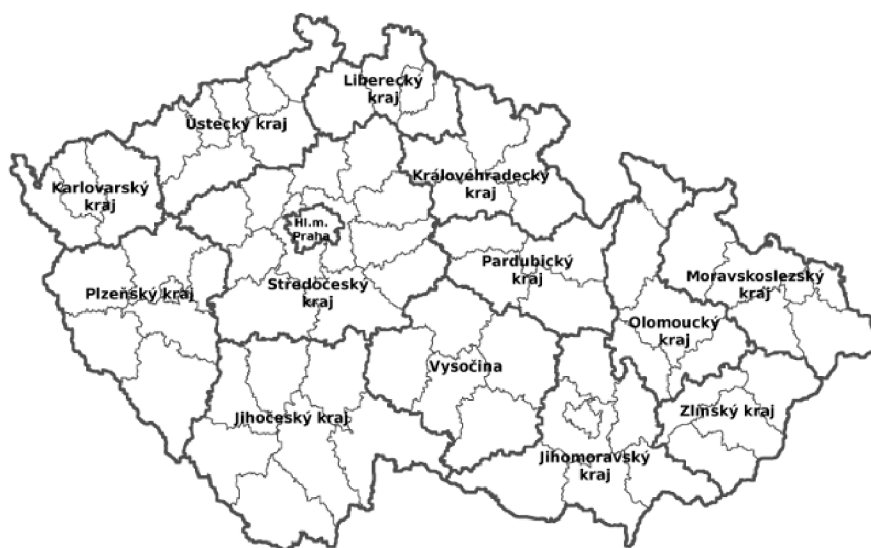 Liberecký
kraj
Ústecký kraj
Karlovarský
kraj
Královéhradecký
kraj
Hl.m.
Praha
Plzeňský kraj
Středočeský
kraj
Pardubický
kraj
Moravskoslezský
kraj
Olomoucký
kraj
Vysočina
Jihočeský kraj
Zlínský kraj
Jihomoravský
kraj